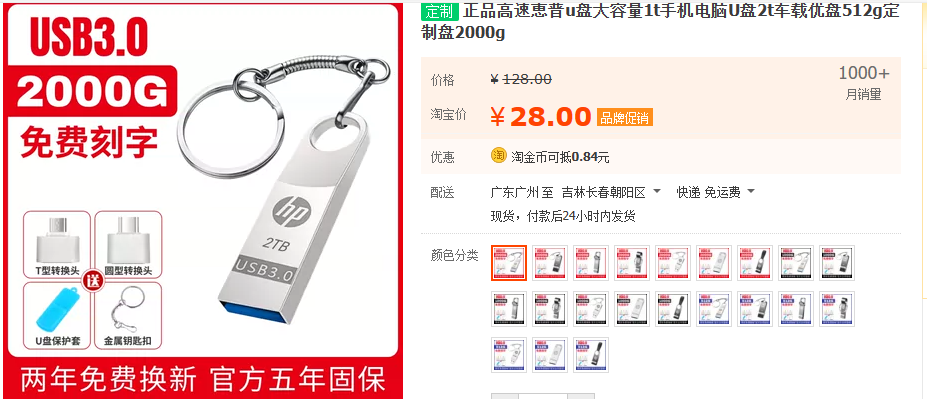 USB3.0
2000G
免费刻字
hp
2TB
USB3.0
T型转换头
圆型转换头
送
U盘保护套
金属钥匙扣
两年免费换新 官方五年固保
定制 正品高速惠普u盘大容量1t手机电脑U盘2t车载优盘512g定
制盘2000g
价格
¥ 128.00
1000+
月销量
淘宝价
¥ 28.00 品牌促销
优惠
淘 淘金币可抵0.84元
配送
广东广州 至 吉林长春朝阳区 快递 免运费
现货，付款后24小时内发货
颜色分类